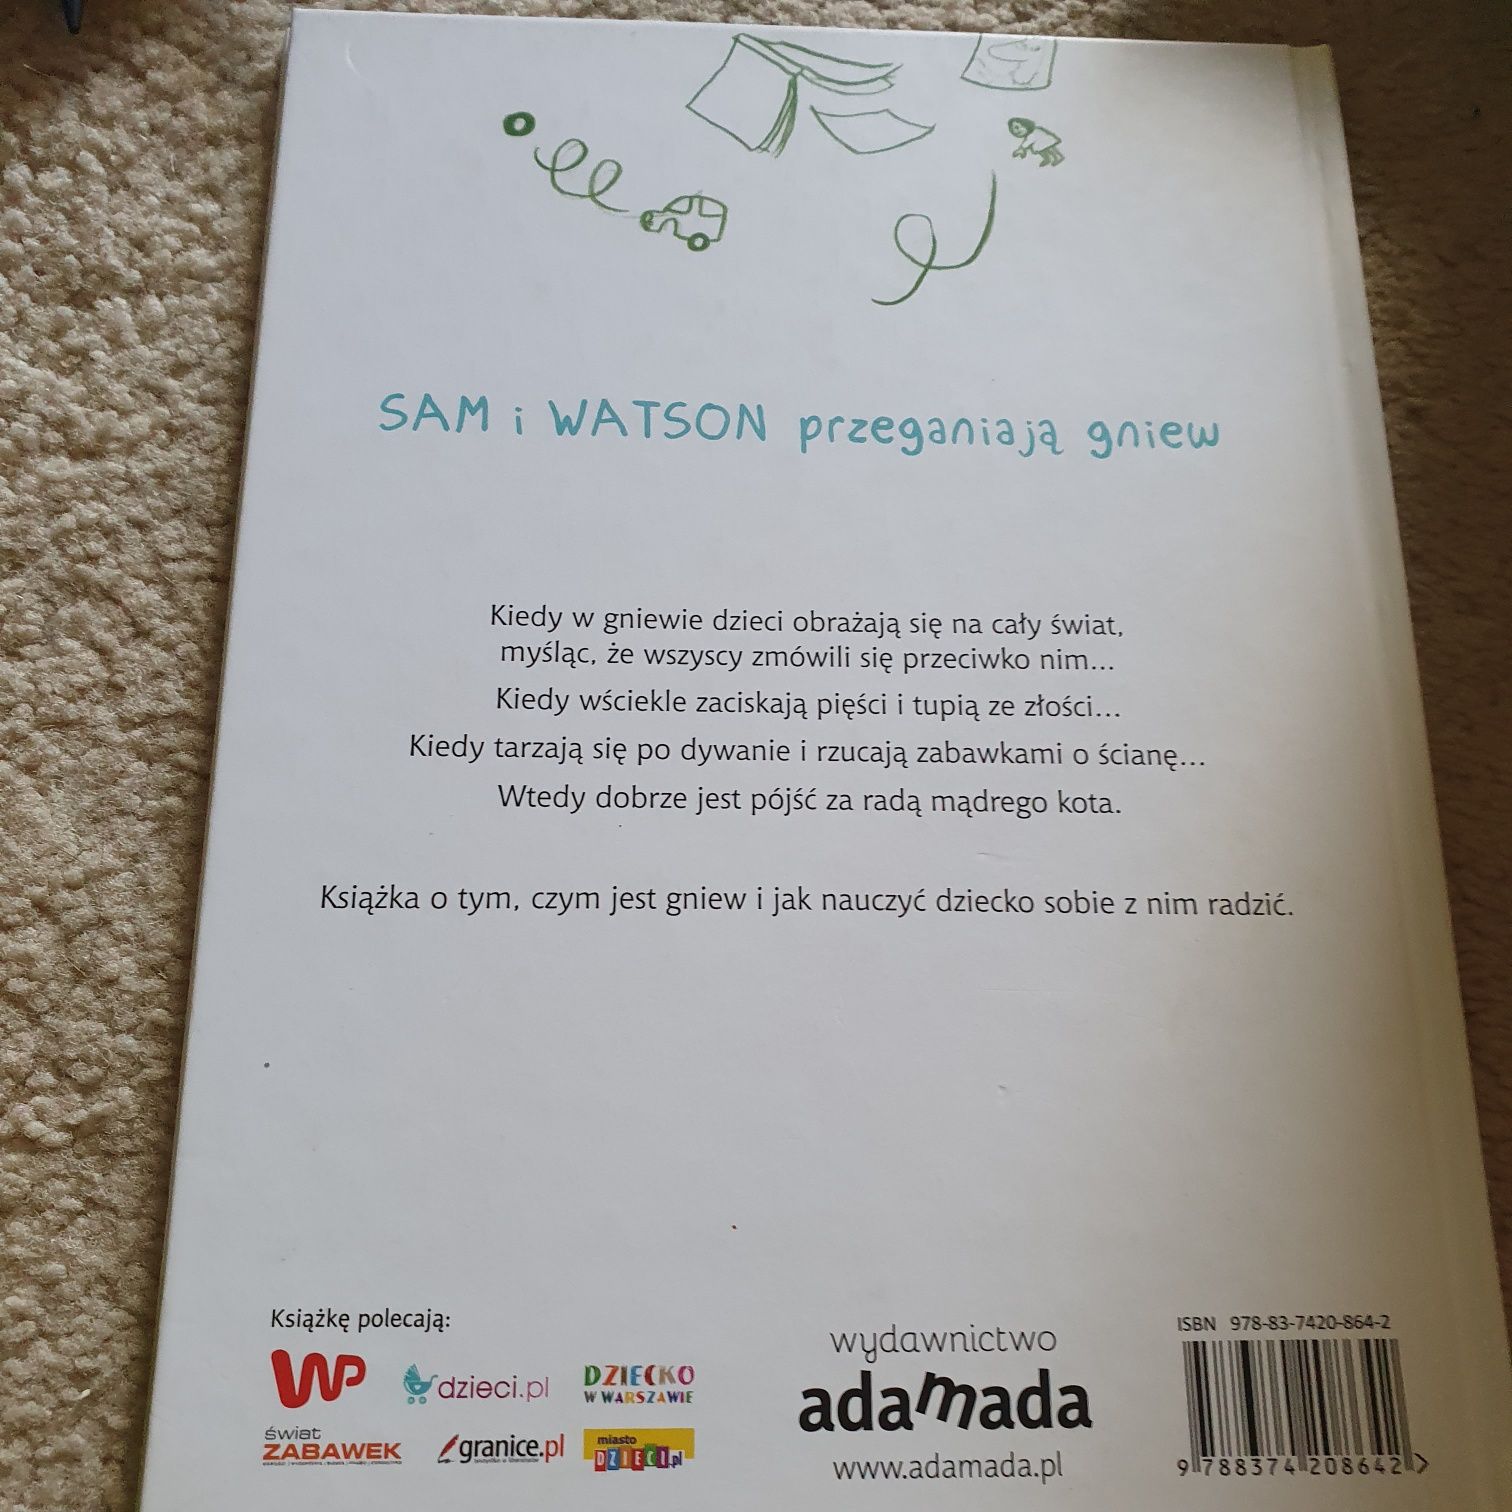 SAM i WATSON przeganiają gniew
Kiedy w gniewie dzieci obrażają się na cały świat,
myśląc, że wszyscy zmówili się przeciwko nim...
Kiedy wściekle zaciskają pięści i tupią ze złości...
Kiedy tarzają się po dywanie i rzucają zabawkami o ścianę...
Wtedy dobrze jest pójść za radą mądrego kota.
Książka o tym, czym jest gniew i jak nauczyć dziecko sobie z nim radzić.
Książkę polecają:
WP
dzieci.pl
DZIECKO
W WARSZAWIE
świat
ZABAWEK
granice.pl
miasto
DZIECI.pl
wydawnictwo
adamada
www.adamada.pl
ISBN 978-83-7420-864-2
9 788374 208642 >